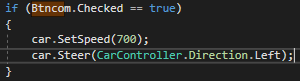 if (Btncom.Checked == true)
{
car.SetSpeed(700);
car.Steer(CarController.Direction.Left);
}